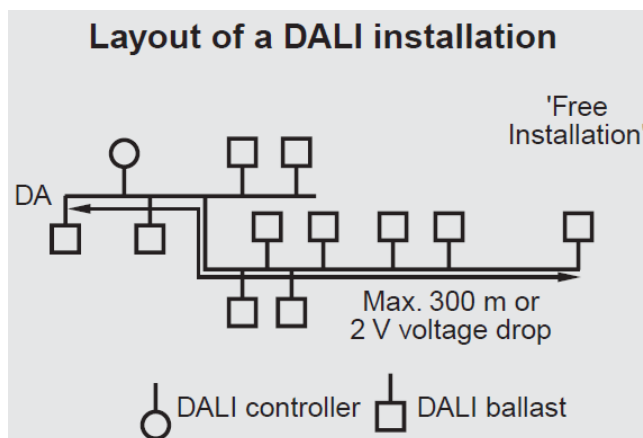 Layout of a DALI installation
'Free
Installation'
DA
Max. 300 m or
2 V voltage drop
DALI controller
DALI ballast